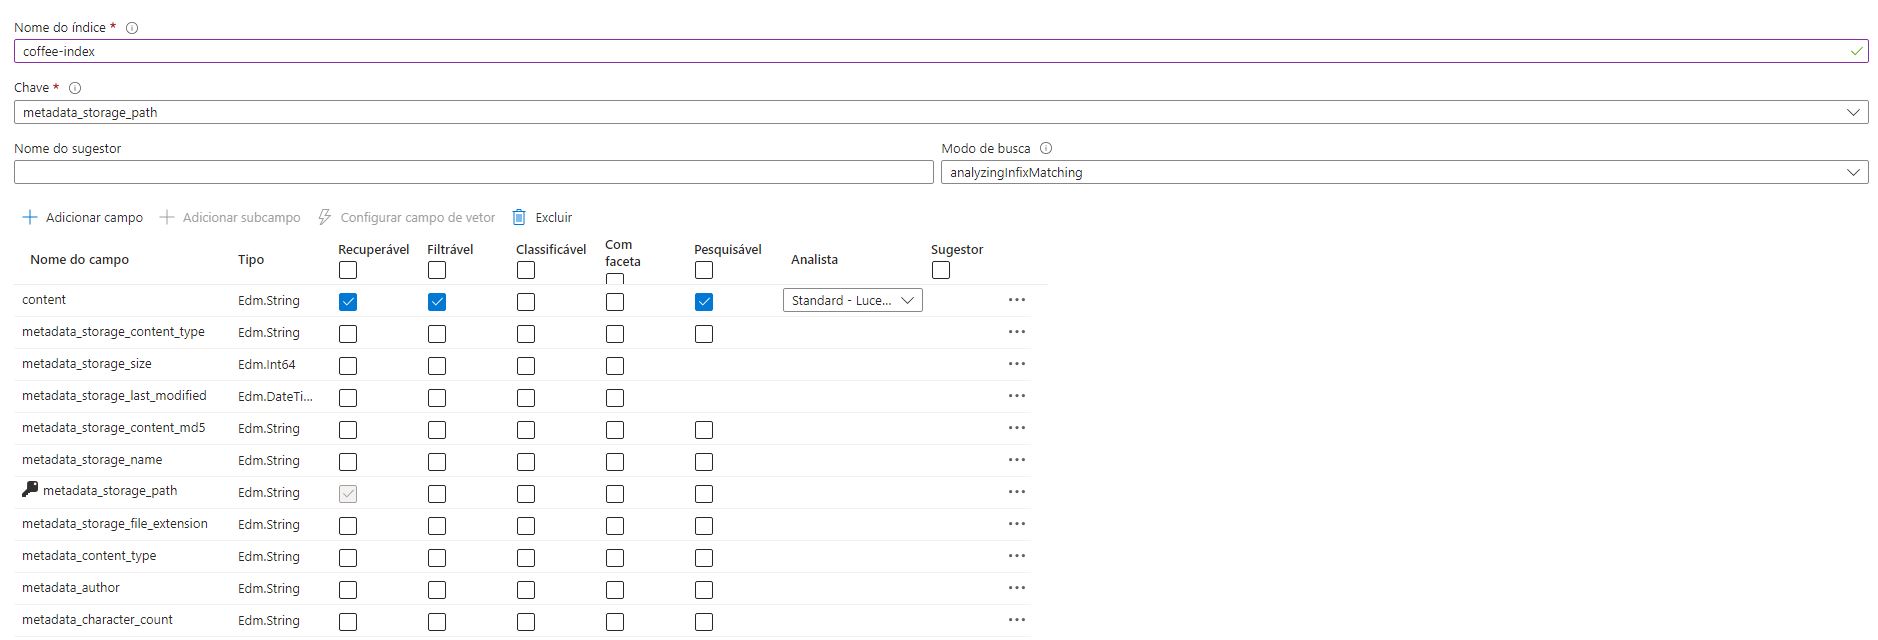 Nome do índice *
coffee-index
Chave *
metadata_storage_path
Nome do sugestor Modo de busca
analyzingInfixMatching
Adicionar campo Adicionar subcampo Configurar campo de vetor Excluir
Nome do campo Tipo Recuperável Filtrável Classificável Com faceta Pesquisável Analista Sugestor
content Edm.String Standard - Luce...
metadata_storage_content_type Edm.String
metadata_storage_size Edm.Int64
metadata_storage_last_modified Edm.DateTi...
metadata_storage_content_md5 Edm.String
metadata_storage_name Edm.String
metadata_storage_path Edm.String
metadata_storage_file_extension Edm.String
metadata_content_type Edm.String
metadata_author Edm.String
metadata_character_count Edm.String